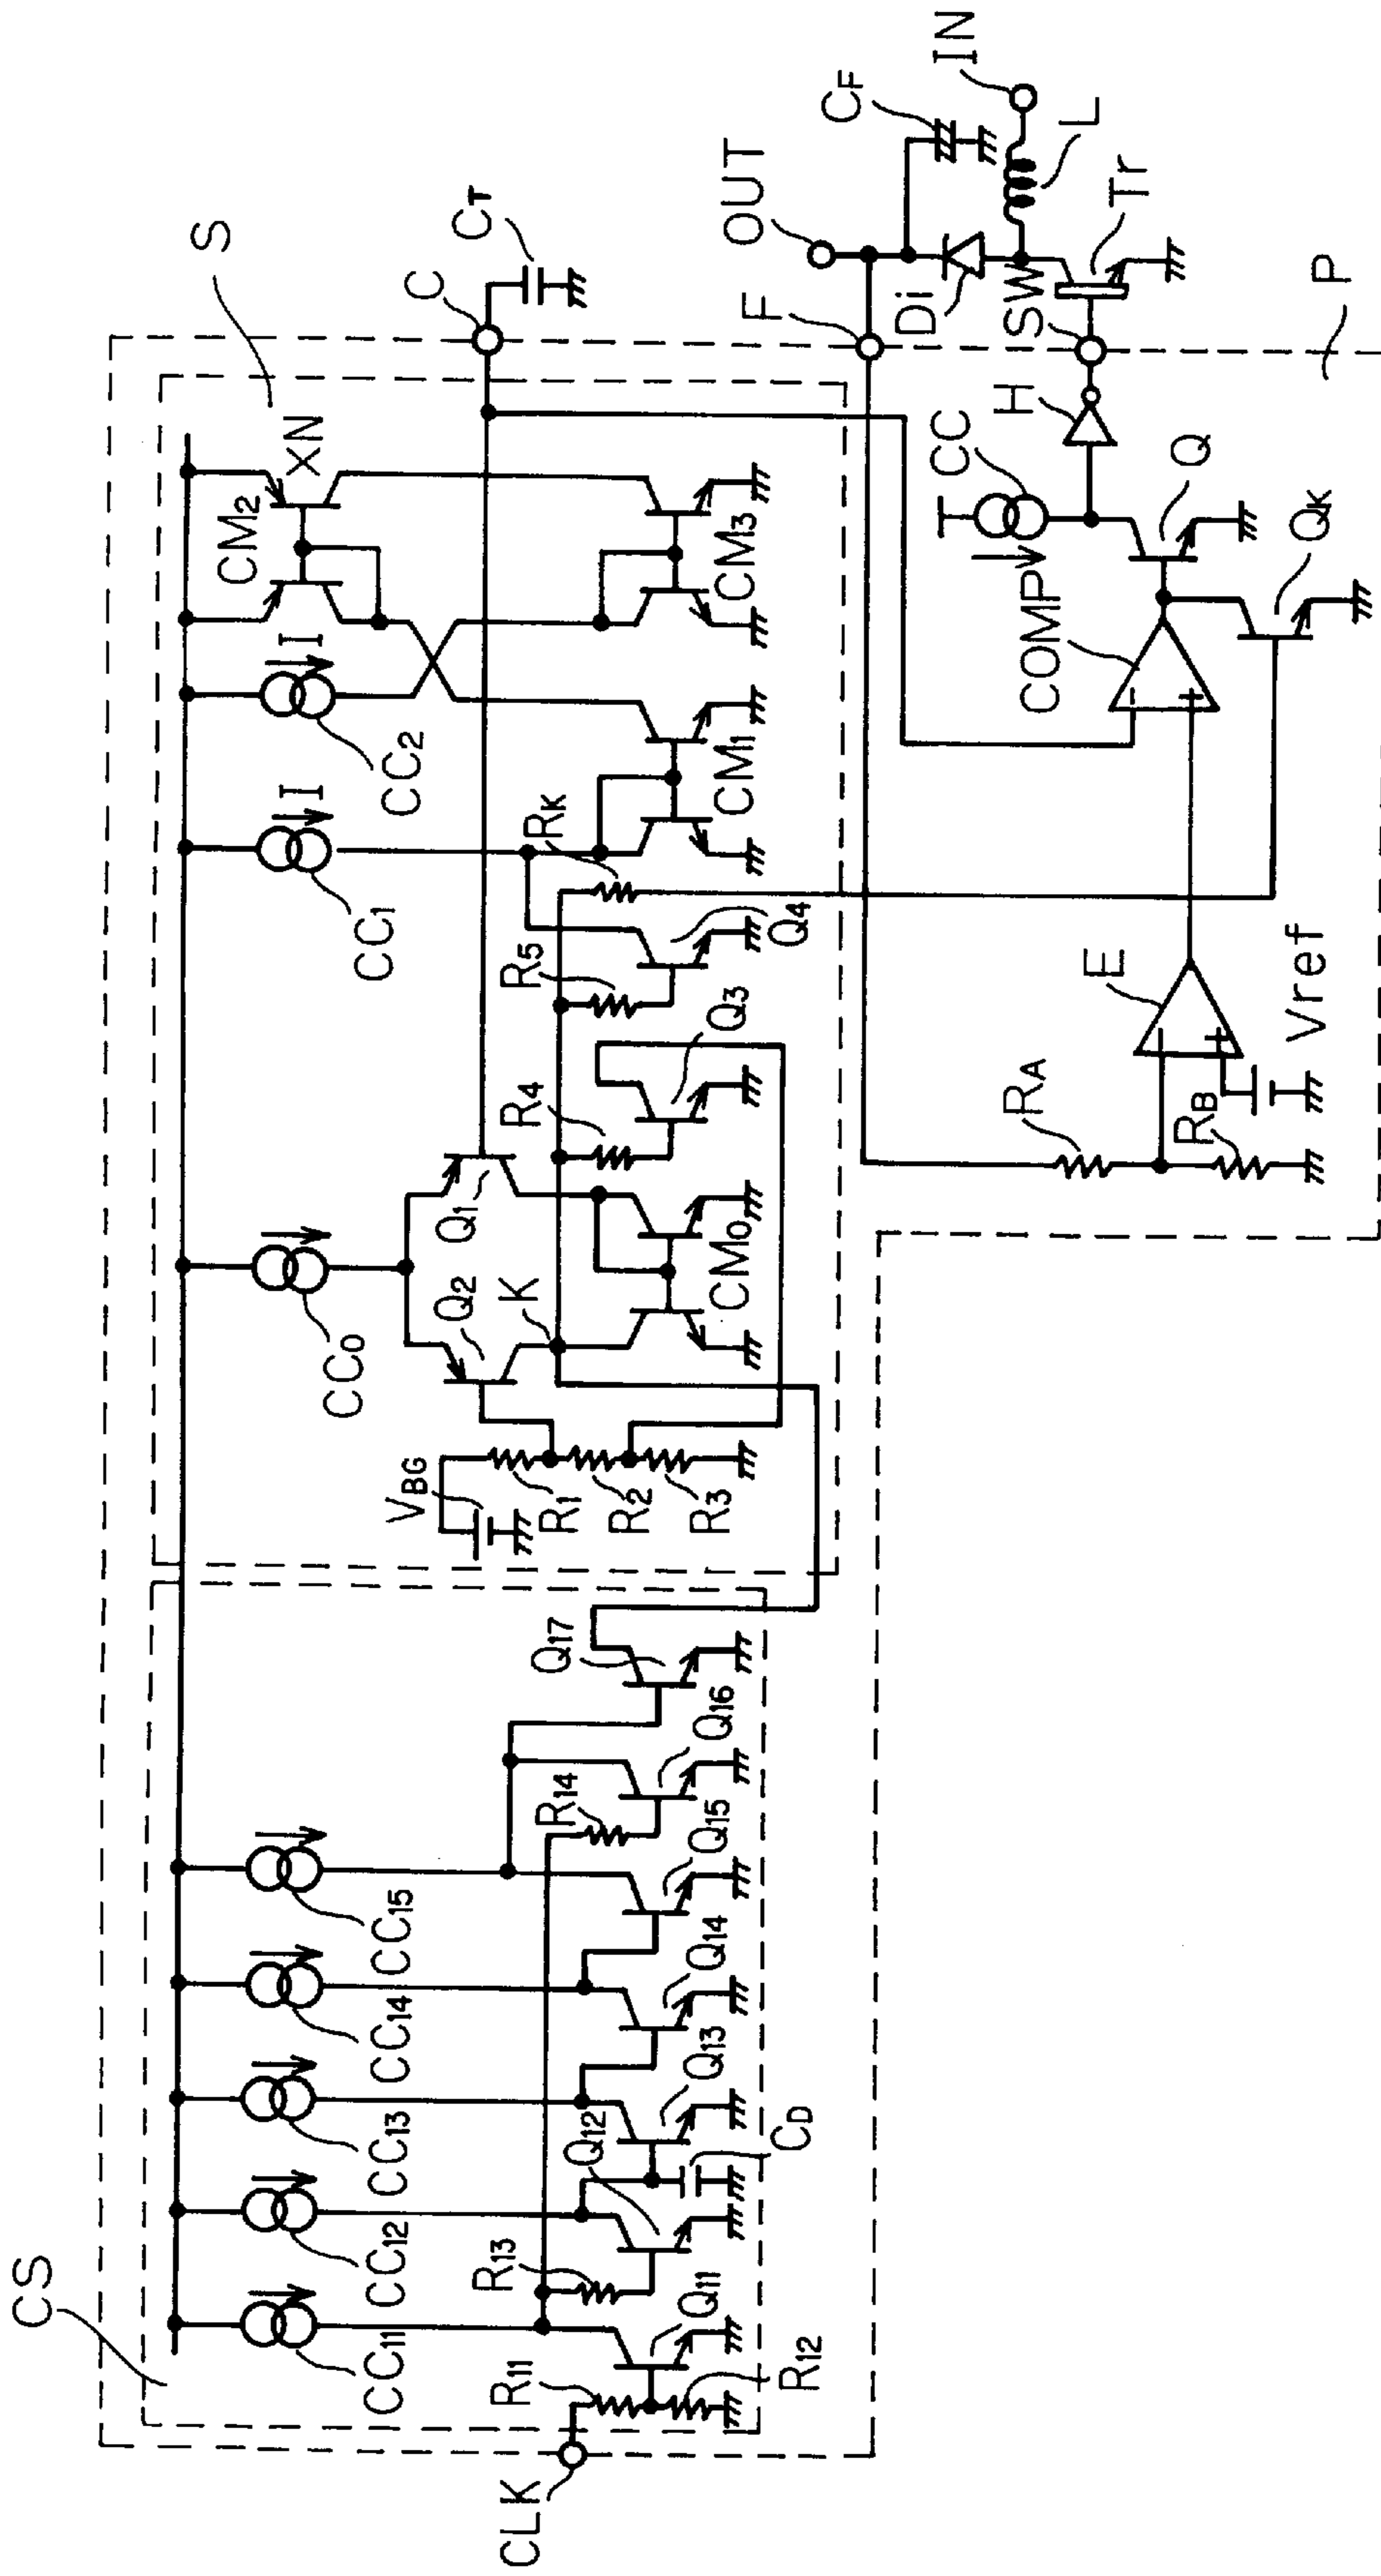 CS
CLK
R11
R12
CC11
Q11
R13
CC12
Q12
CD
CC13
Q13
CC14
Q14
CC15
Q15
R14
Q16
Q17
VBG
R1
R2
R3
CC0
Q2
Q1
K
CM0
R4
Q3
R5
Q4
RK
CC1
I
CM1
CC2
I
CM2
XN
CM3
S
C
CT
RA
RB
E
-
+
Vref
COMP
-
+
CC
Q
QK
H
F
SW
P
OUT
Di
CF
L
IN
Tr